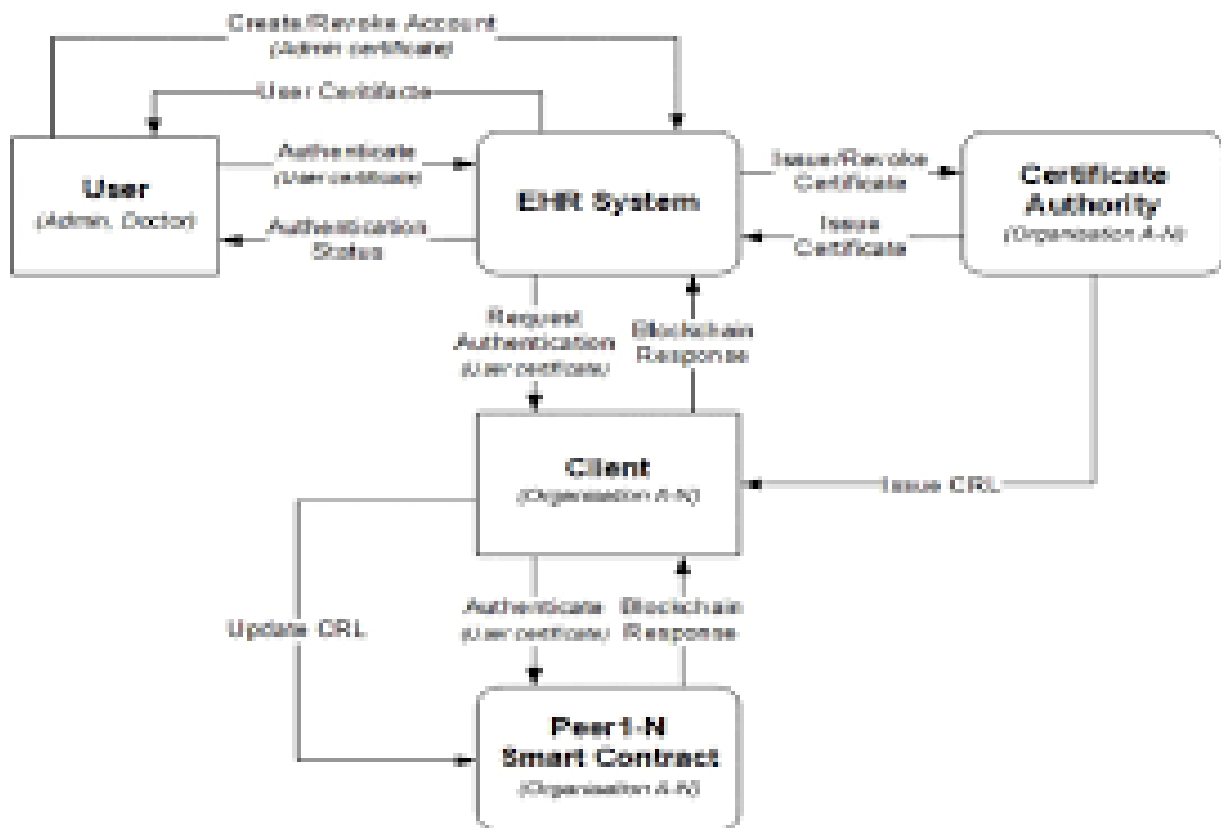 Create/Revoke Account
(Admin certificate)
User Certifacte
Authenticate
(User certificate)
Issue/Revoke
Certificate
Certificate
Authority
(Organisation A-N)
User
(Admin, Doctor)
EHR System
Authentication
Status
Issue
Certificate
Request
Authentication
(User certificate)
Blockchain
Response
Client
(Organisation A-N)
Issue CRL
Update CRL
Authenticate
(User certificate)
Blockchain
Response
Peer1-N
Smart Contract
(Organisation A-N)